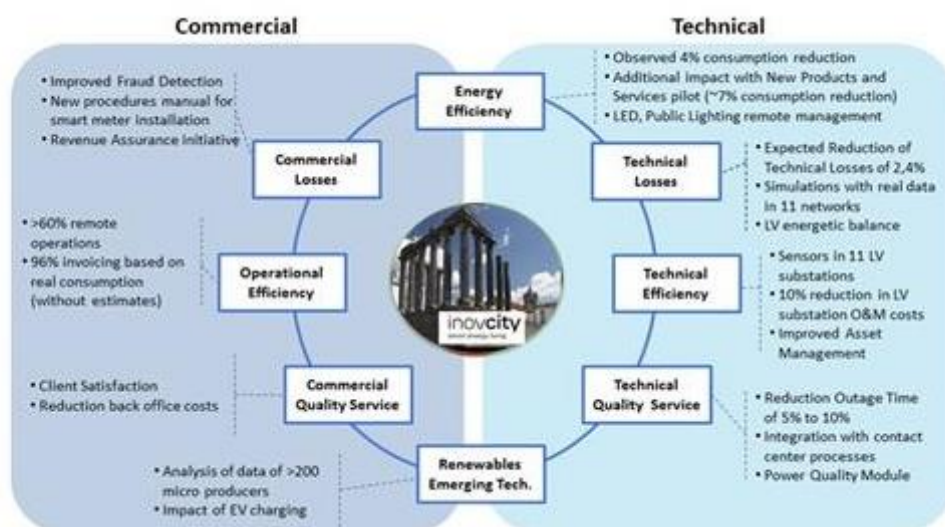 Commercial
Technical
• Improved Fraud Detection
• New procedures manual for
smart meter installation
• Revenue Assurance Initiative
Energy
Efficiency
• Observed 4% consumption reduction
• Additional impact with New Products and
Services pilot (~7% consumption reduction)
• LED, Public Lighting remote management
Commercial
Losses
Technical
Losses
• Expected Reduction of
Technical Losses of 2,4%
• Simulations with real data
in 11 networks
• LV energetic balance
• >60% remote
operations
• 96% invoicing based on
real consumption
(without estimates)
Operational
Efficiency
inovcity
Technical
Efficiency
• Sensors in 11 LV
substations
• 10% reduction in LV
substation O&M costs
• Improved Asset
Management
• Client Satisfaction
• Reduction back office costs
Commercial
Quality Service
Technical
Quality Service
• Reduction Outage Time
of 5% to 10%
• Integration with contact
center processes
• Power Quality Module
• Analysis of data of >200
micro producers
• Impact of EV charging
Renewables
Emerging Tech.